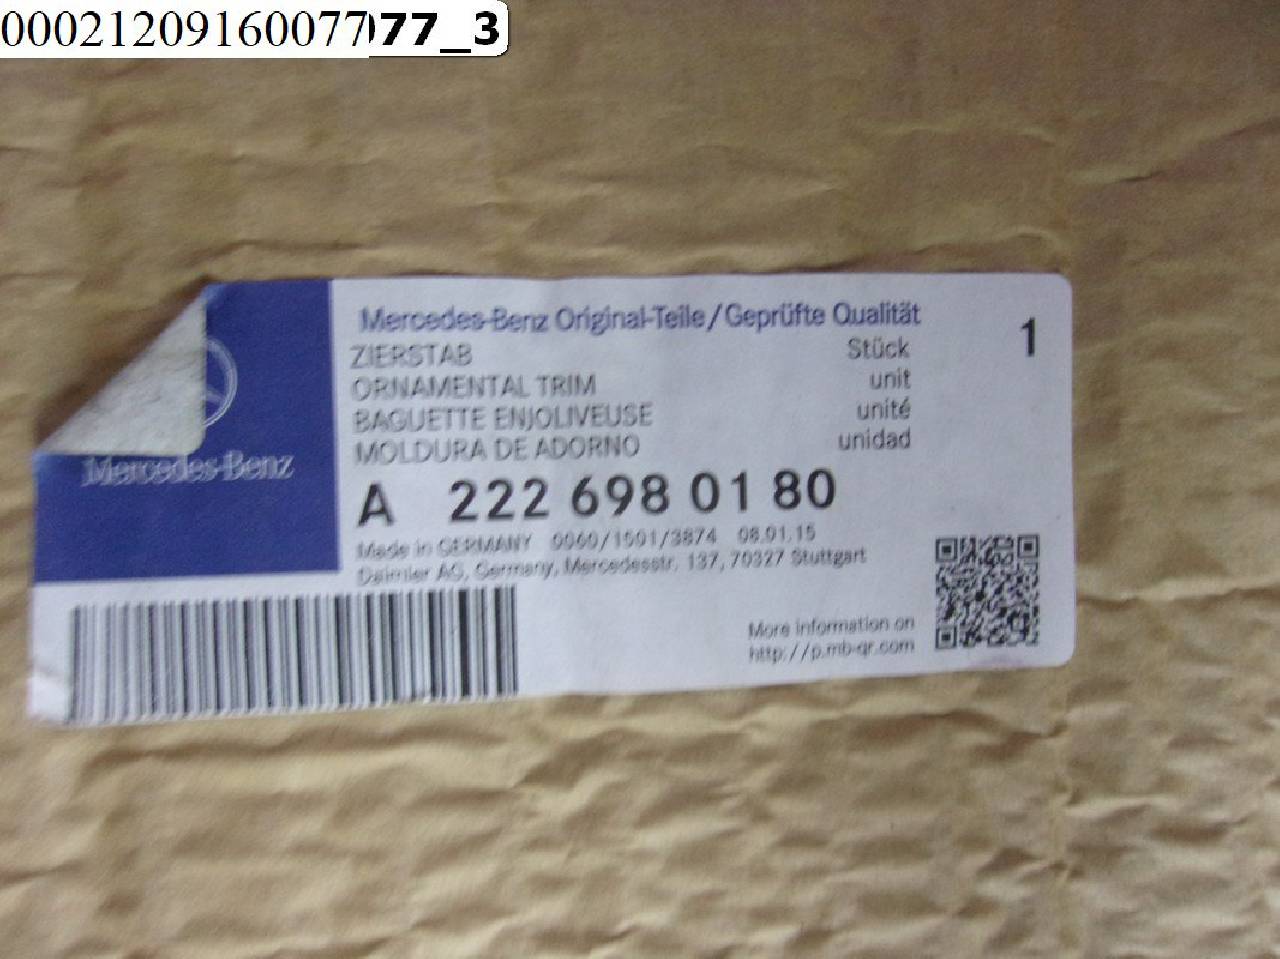 00021209160077077_3
Mercedes-Benz
Mercedes-Benz Original-Teile/Geprüfte Qualität
1
ZIERSTAB Stück
ORNAMENTAL TRIM unit
BAGUETTE ENJOLIVEUSE unité
MOLDURA DE ADORNO unidad
A 222 698 01 80
Made in GERMANY 0060/1501/3874 08.01.15
Daimler AG, Germany, Mercedesstr. 137, 70327 Stuttgart
More information on
http://p.mb-qr.com